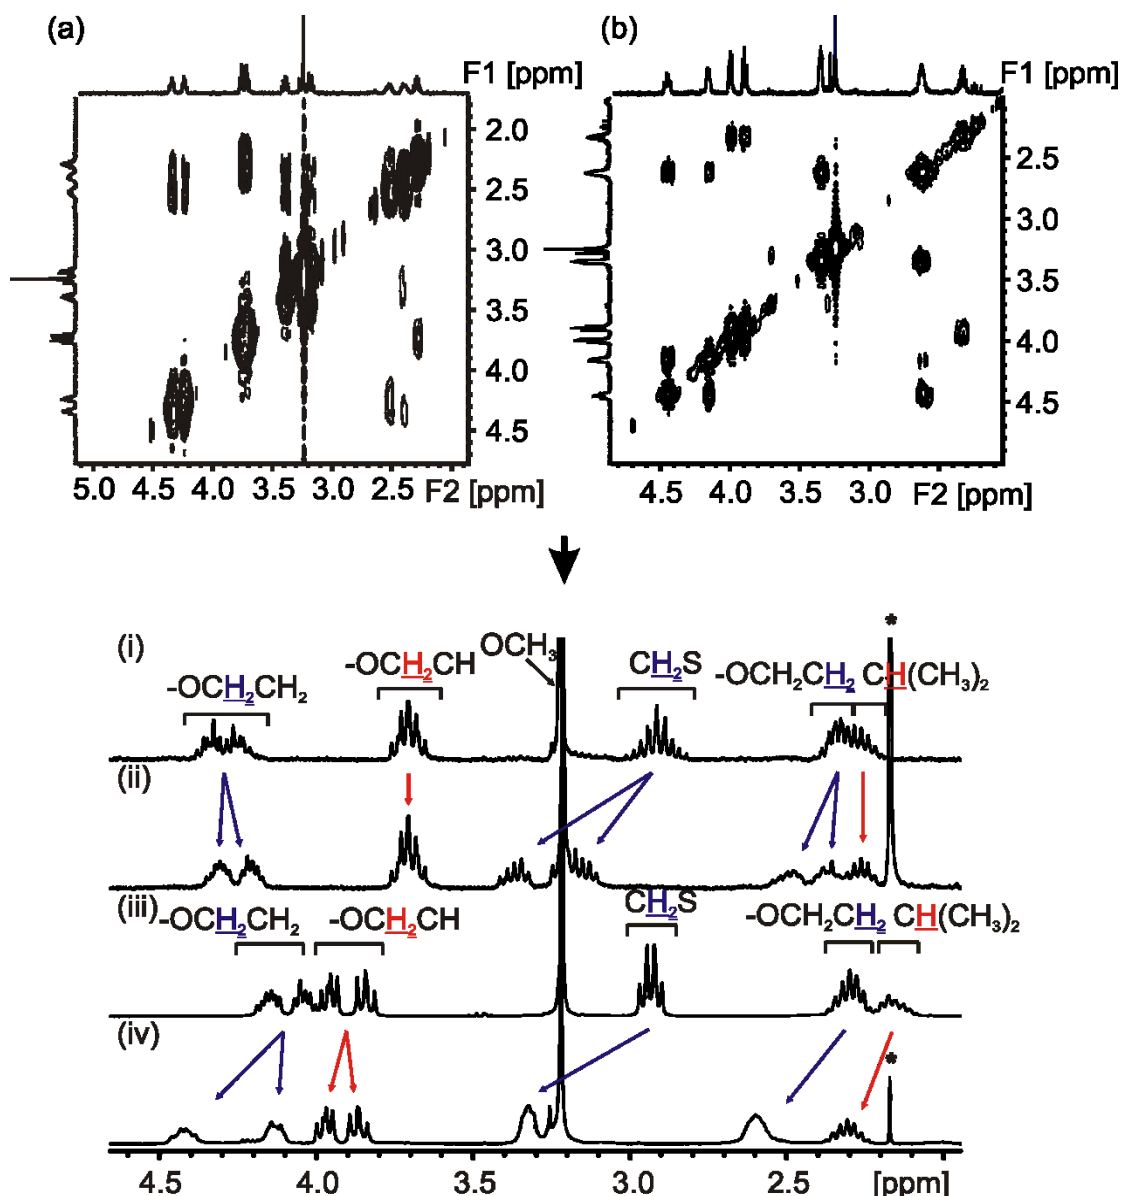 (a)
F1 [ppm]
2.0
2.5
3.0
3.5
4.0
4.5
5.0 4.5 4.0 3.5 3.0 2.5
F2 [ppm]
(b)
F1 [ppm]
2.5
3.0
3.5
4.0
4.5
4.5 4.0 3.5 3.0
F2 [ppm]
(i)
-OCH₂CH₂
-OCH₂CH
OCH₃
CH₂S
-OCH₂CH₂
CH(CH₃)₂
*
(ii)
(iii)
-OCH₂CH₂
-OCH₂CH
CH₂S
-OCH₂CH₂
CH(CH₃)₂
(iv)
*
4.5 4.0 3.5 3.0 2.5 [ppm]